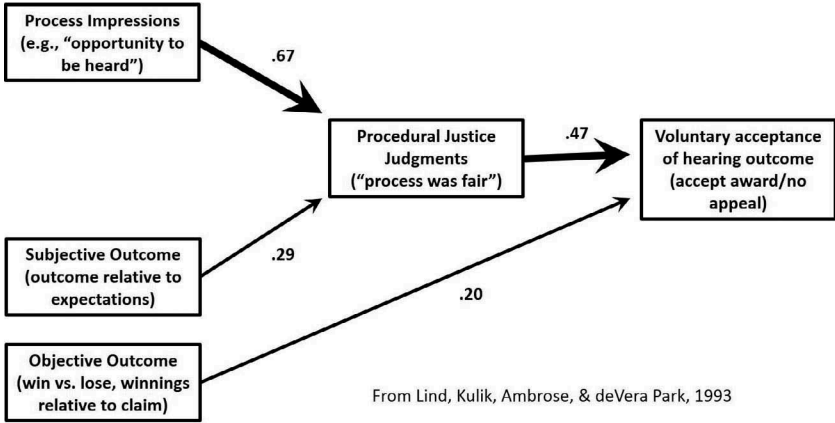 Process Impressions
(e.g., “opportunity to
be heard”)
.67
Procedural Justice
Judgments
(“process was fair”)
.47
Voluntary acceptance
of hearing outcome
(accept award/no
appeal)
Subjective Outcome
(outcome relative to
expectations)
.29
.20
Objective Outcome
(win vs. lose, winnings
relative to claim)
From Lind, Kulik, Ambrose, & deVera Park, 1993